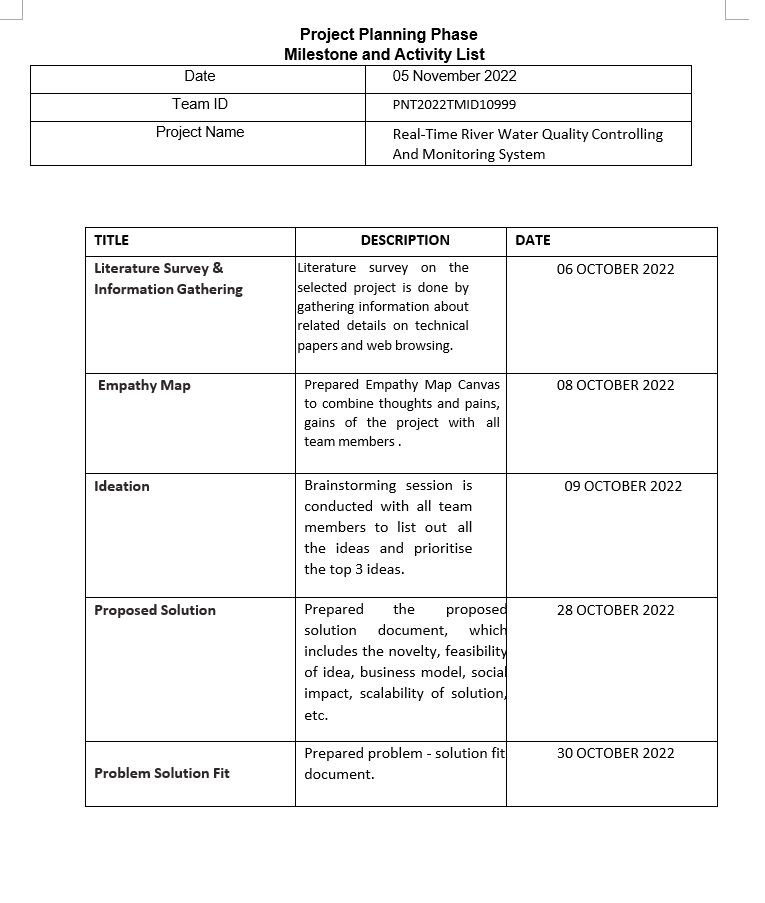 Project Planning Phase
Milestone and Activity List
Date
05 November 2022
Team ID
PNT2022TMID10999
Project Name
Real-Time River Water Quality Controlling
And Monitoring System
TITLE
DESCRIPTION
DATE
Literature Survey &
Information Gathering
Literature survey on the
selected project is done by
gathering information about
related details on technical
papers and web browsing.
06 OCTOBER 2022
Empathy Map
Prepared Empathy Map Canvas
to combine thoughts and pains,
gains of the project with all
team members .
08 OCTOBER 2022
Ideation
Brainstorming session is
conducted with all team
members to list out all
the ideas and prioritise
the top 3 ideas.
09 OCTOBER 2022
Proposed Solution
Prepared the proposed
solution document, which
includes the novelty, feasibility
of idea, business model, social
impact, scalability of solution,
etc.
28 OCTOBER 2022
Problem Solution Fit
Prepared problem - solution fit
document.
30 OCTOBER 2022